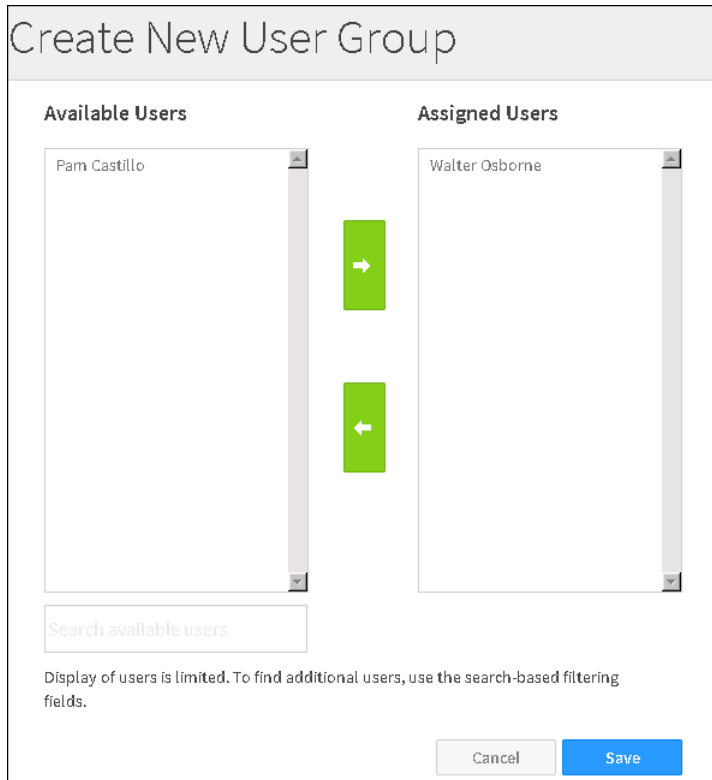 Create New User Group
Available Users
Assigned Users
Pam Castillo
Walter Osborne
Search available users
Display of users is limited. To find additional users, use the search-based filtering
fields.
Cancel
Save